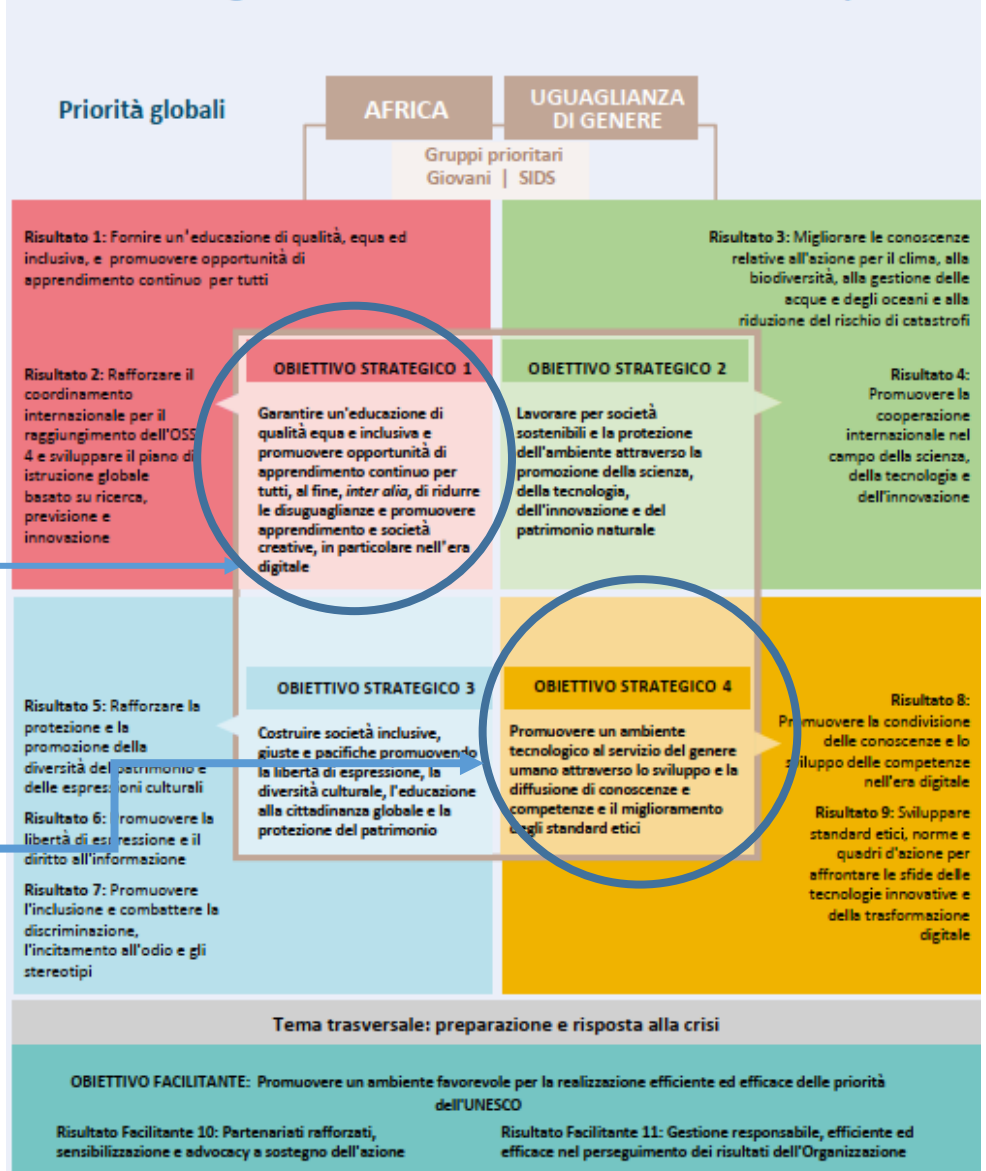 Priorità globali
AFRICA
UGUAGLIANZA
DI GENERE
Gruppi prioritari
Giovani | SIDS
Risultato 1: Fornire un'educazione di qualità, equa ed
inclusiva, e promuovere opportunità di
apprendimento continuo per tutti
Risultato 2: Rafforzare il
coordinamento
internazionale per il
raggiungimento dell'OSS
4 e sviluppare il piano di
istruzione globale
basato su ricerca,
previsione e
innovazione
OBIETTIVO STRATEGICO 1
Garantire un'educazione di
qualità equa e inclusiva e
promuovere opportunità di
apprendimento continuo per
tutti, al fine, inter alia, di ridurre
le disuguaglianze e promuovere
apprendimento e società
creative, in particolare nell'era
digitale
OBIETTIVO STRATEGICO 2
Lavorare per società
sostenibili e la protezione
dell'ambiente attraverso la
promozione della scienza,
della tecnologia,
dell'innovazione e del
patrimonio naturale
Risultato 3: Migliorare le conoscenze
relative all'azione per il clima, alla
biodiversità, alla gestione delle
acque e degli oceani e alla
riduzione del rischio di catastrofi
Risultato 4:
Promuovere la
cooperazione
internazionale nel
campo della scienza,
della tecnologia e
dell'innovazione
Risultato 5: Rafforzare la
protezione e la
promozione della
diversità del patrimonio e
delle espressioni culturali
Risultato 6: Promuovere la
libertà di espressione e il
diritto all'informazione
Risultato 7: Promuovere
l'inclusione e combattere la
discriminazione,
l'incitamento all'odio e gli
stereotipi
OBIETTIVO STRATEGICO 3
Costruire società inclusive,
giuste e pacifiche promuovendo
la libertà di espressione, la
diversità culturale, l'educazione
alla cittadinanza globale e la
protezione del patrimonio
OBIETTIVO STRATEGICO 4
Promuovere un ambiente
tecnologico al servizio del genere
umano attraverso lo sviluppo e la
diffusione di conoscenze e
competenze e il miglioramento
degli standard etici
Risultato 8:
Promuovere la condivisione
delle conoscenze e lo
sviluppo delle competenze
nell'era digitale
Risultato 9: Sviluppare
standard etici, norme e
quadri d'azione per
affrontare le sfide delle
tecnologie innovative e
della trasformazione
digitale
Tema trasversale: preparazione e risposta alla crisi
OBIETTIVO FACILITANTE: Promuovere un ambiente favorevole per la realizzazione efficiente ed efficace delle priorità
dell'UNESCO
Risultato Facilitante 10: Partenariati rafforzati,
sensibilizzazione e advocacy a sostegno dell'azione
Risultato Facilitante 11: Gestione responsabile, efficiente ed
efficace nel perseguimento dei risultati dell'Organizzazione